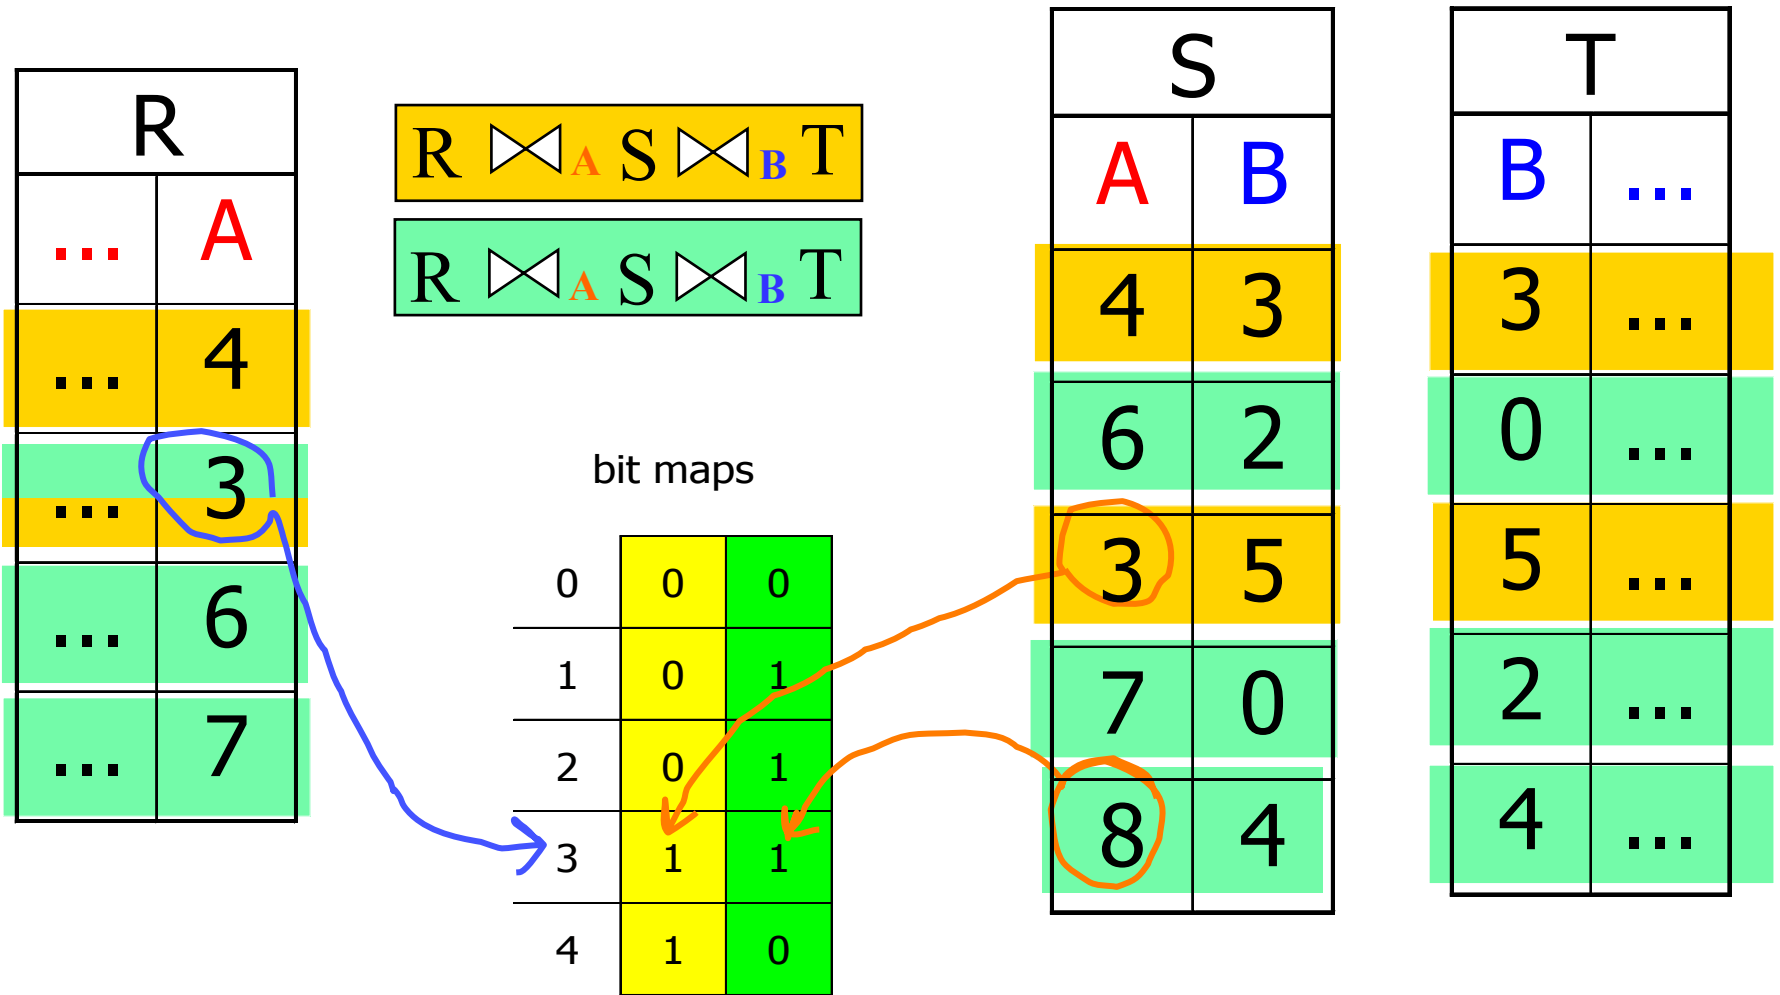 R
... A
... 4
... 3
... 6
... 7
R ⋈A S ⋈B T
R ⋈A S ⋈B T
bit maps
0 0 0
1 0 1
2 0 1
3 1 1
4 1 0
S
A B
4 3
6 2
3 5
7 0
8 4
T
B ...
3 ...
0 ...
5 ...
2 ...
4 ...